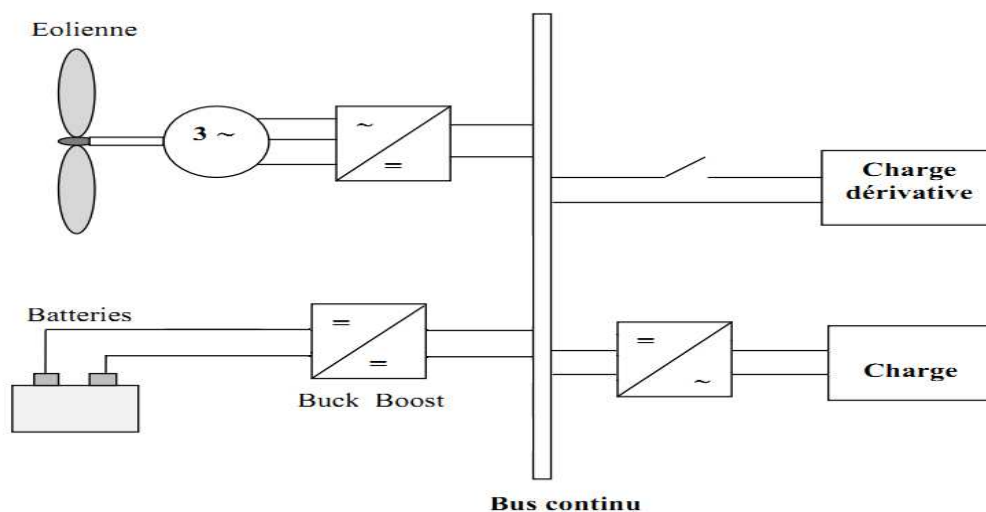 Eolienne
3 ~
~
=
Charge
dérivative
Batteries
=
=
Buck Boost
=
~
Charge
Bus continu